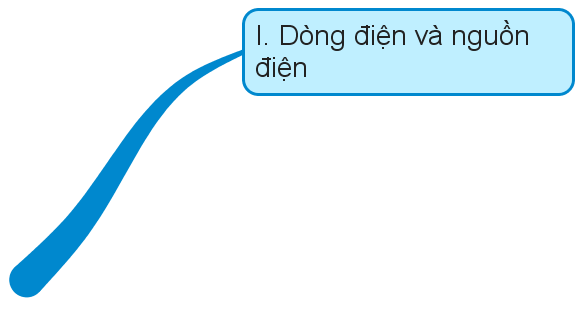 I. Dòng điện và nguồn
điện